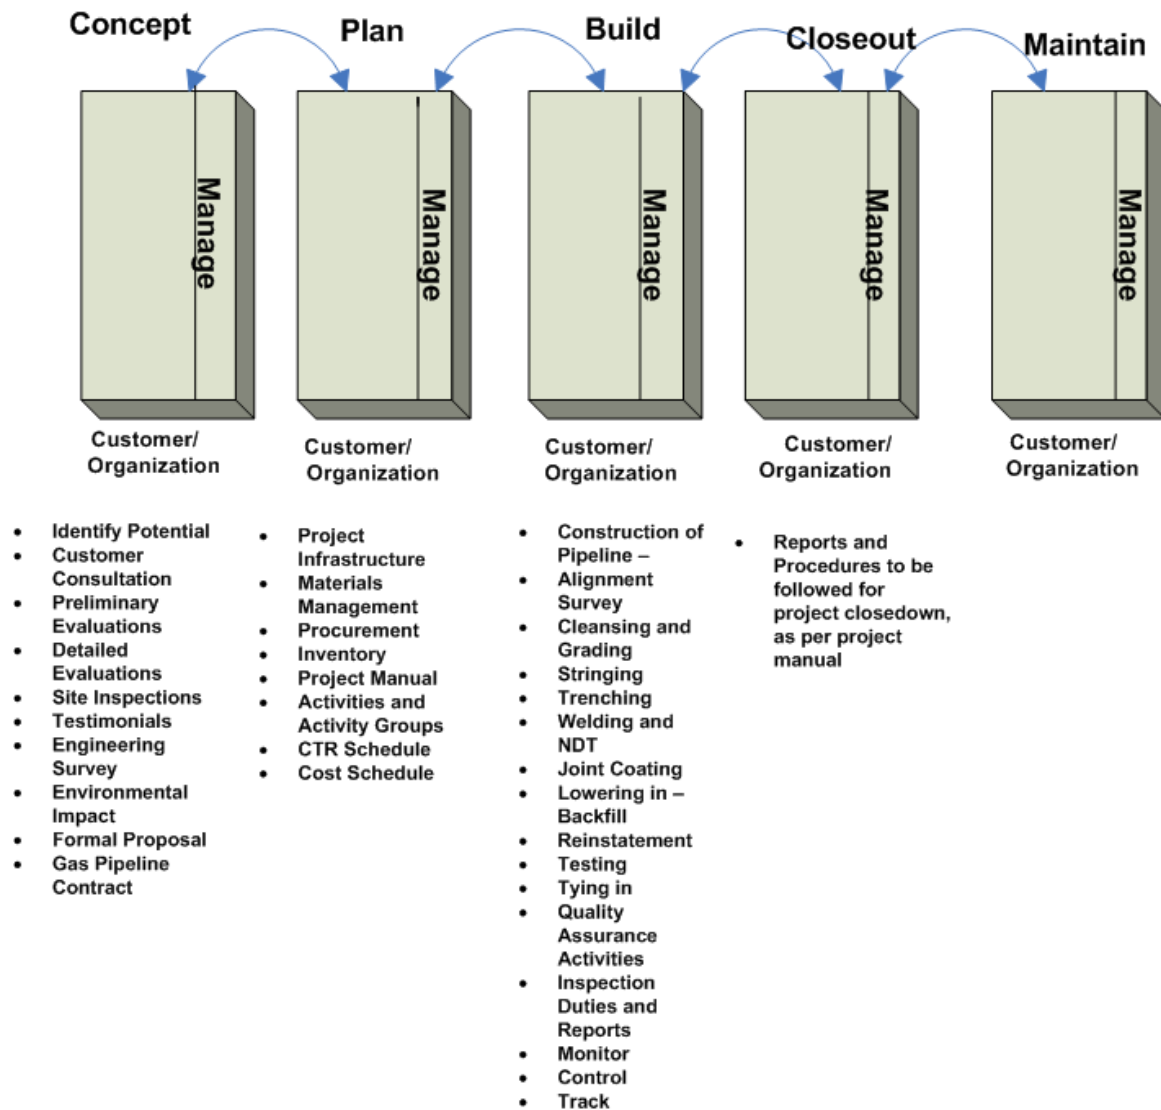 Concept
Plan
Build
Closeout
Maintain
Manage
Manage
Manage
Manage
Manage
Customer/
Organization
Customer/
Organization
Customer/
Organization
Customer/
Organization
Customer/
Organization
• Identify Potential
• Customer
Consultation
• Preliminary
Evaluations
• Detailed
Evaluations
• Site Inspections
• Testimonials
• Engineering
Survey
• Environmental
Impact
• Formal Proposal
• Gas Pipeline
Contract
• Project
Infrastructure
• Materials
Management
• Procurement
• Inventory
• Project Manual
• Activities and
Activity Groups
• CTR Schedule
• Cost Schedule
• Construction of
Pipeline –
• Alignment
Survey
• Cleansing and
Grading
• Stringing
• Trenching
• Welding and
NDT
• Joint Coating
• Lowering in –
Backfill
• Reinstatement
• Testing
• Tying in
• Quality
Assurance
Activities
• Inspection
Duties and
Reports
• Monitor
• Control
• Track
• Reports and
Procedures to be
followed for
project closedown,
as per project
manual